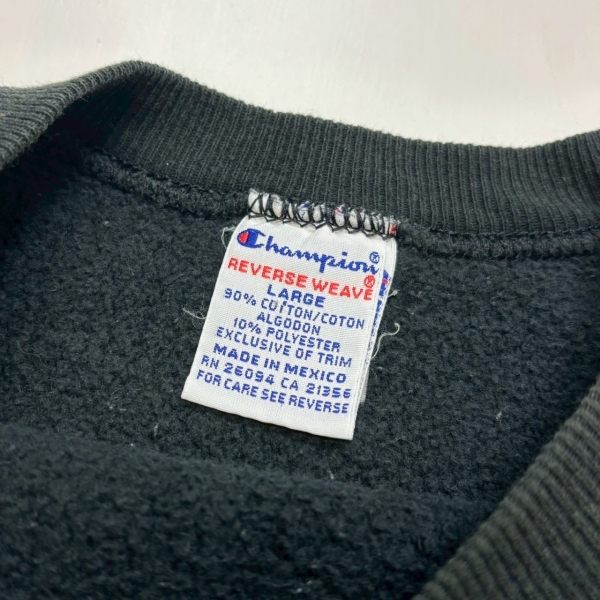 Champion®
REVERSE WEAVE®
LARGE
90% COTTON/COTON
ALGODON
10% POLYESTER
EXCLUSIVE OF TRIM
MADE IN MEXICO
RN 26094 CA 21356
FOR CARE SEE REVERSE